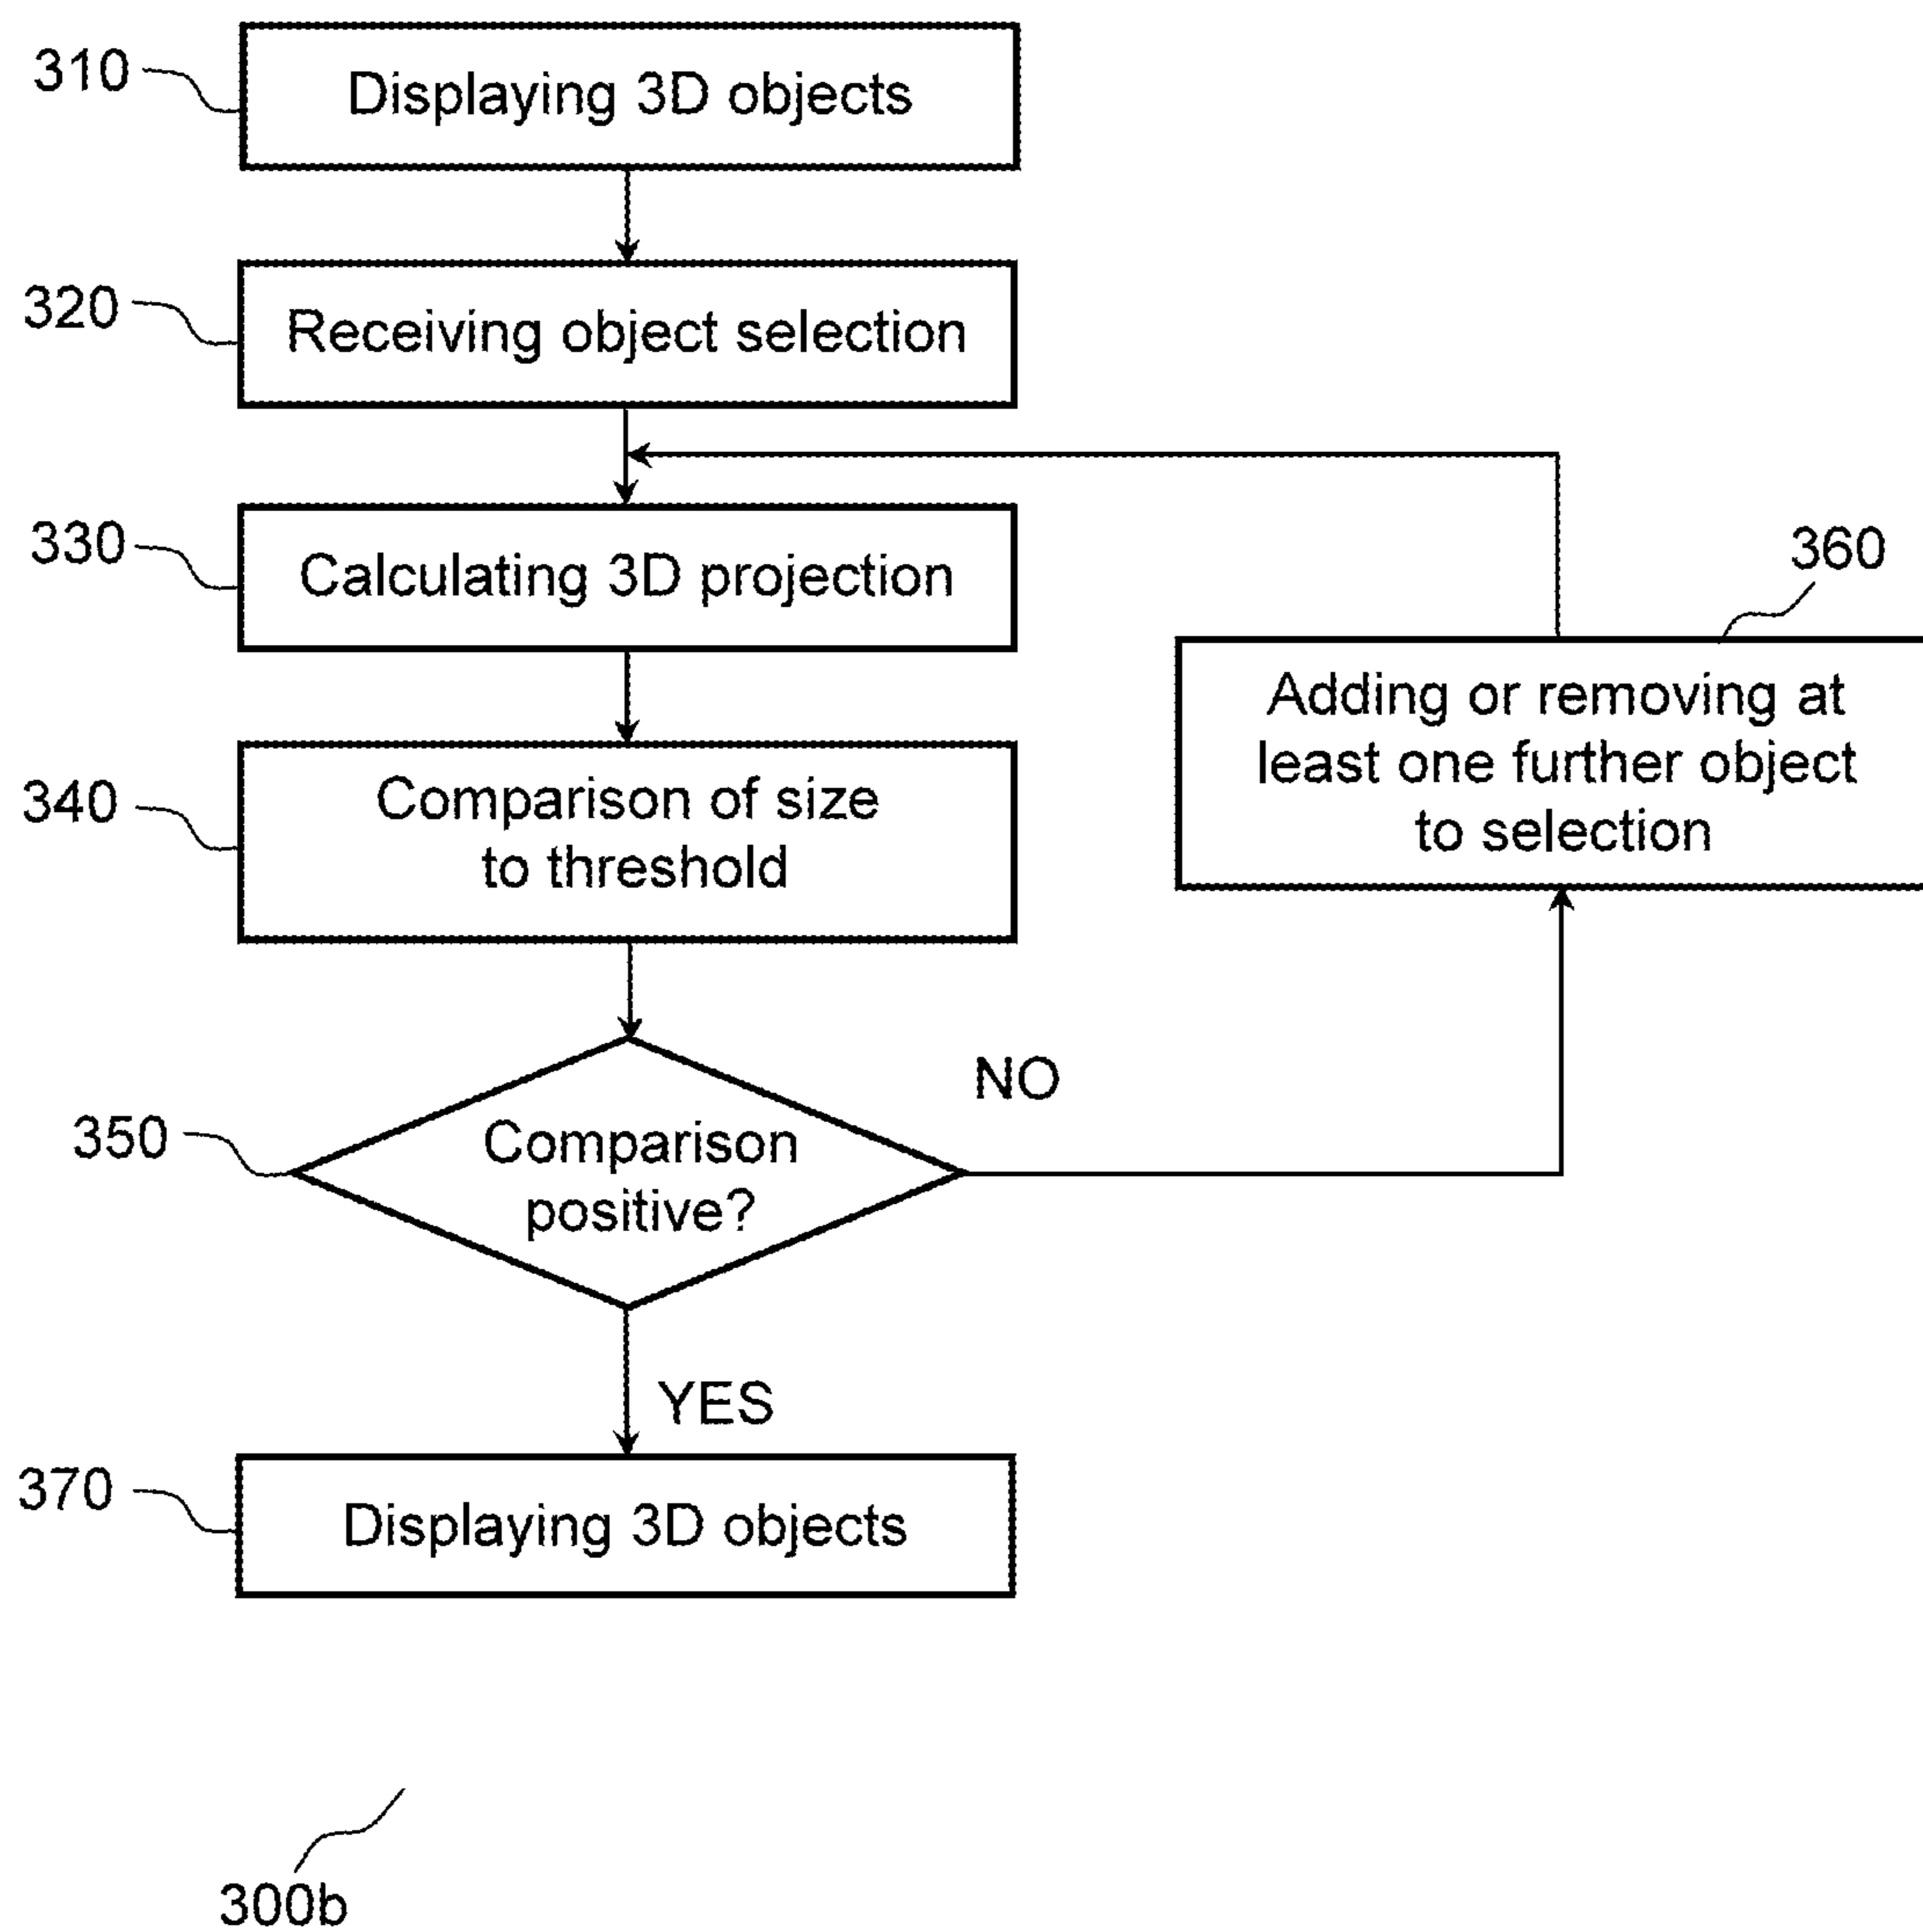 310
Displaying 3D objects
320
Receiving object selection
330
Calculating 3D projection
360
Adding or removing at
least one further object
to selection
340
Comparison of size
to threshold
NO
350
Comparison
positive?
YES
370
Displaying 3D objects
300b